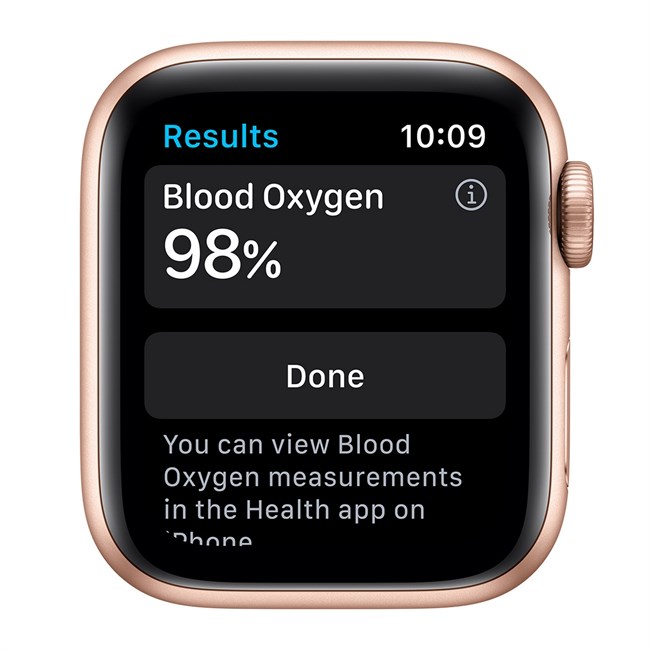 Results 10:09
Blood Oxygen
98%
Done
You can view Blood
Oxygen measurements
in the Health app on
iPhone